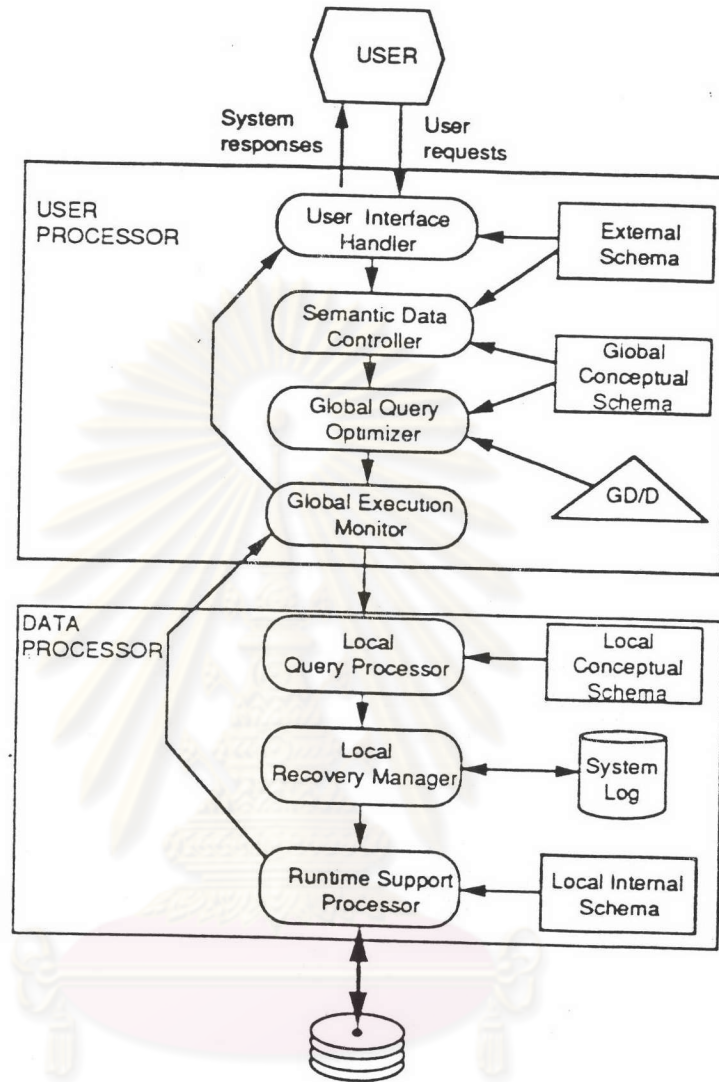 USER
System
responses
User
requests
USER
PROCESSOR
User Interface
Handler
External
Schema
Semantic Data
Controller
Global
Conceptual
Schema
Global Query
Optimizer
GD/D
Global Execution
Monitor
DATA
PROCESSOR
Local
Query Processor
Local
Conceptual
Schema
Local
Recovery Manager
System
Log
Runtime Support
Processor
Local Internal
Schema